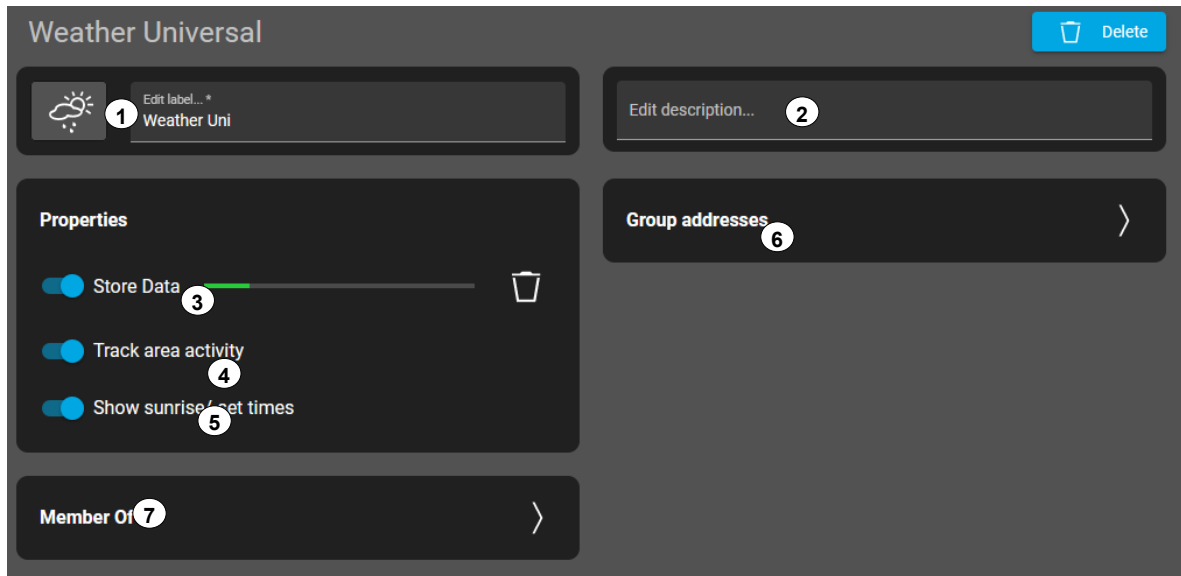 Weather Universal
Delete
1
Edit label... *
Weather Uni
Edit description...
2
Properties
Group addresses
6
Store Data
3
Track area activity
4
Show sunrise/ set times
5
Member Of
7